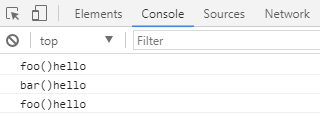 Elements Console Sources Network
top Filter
foo()hello
bar()hello
foo()hello